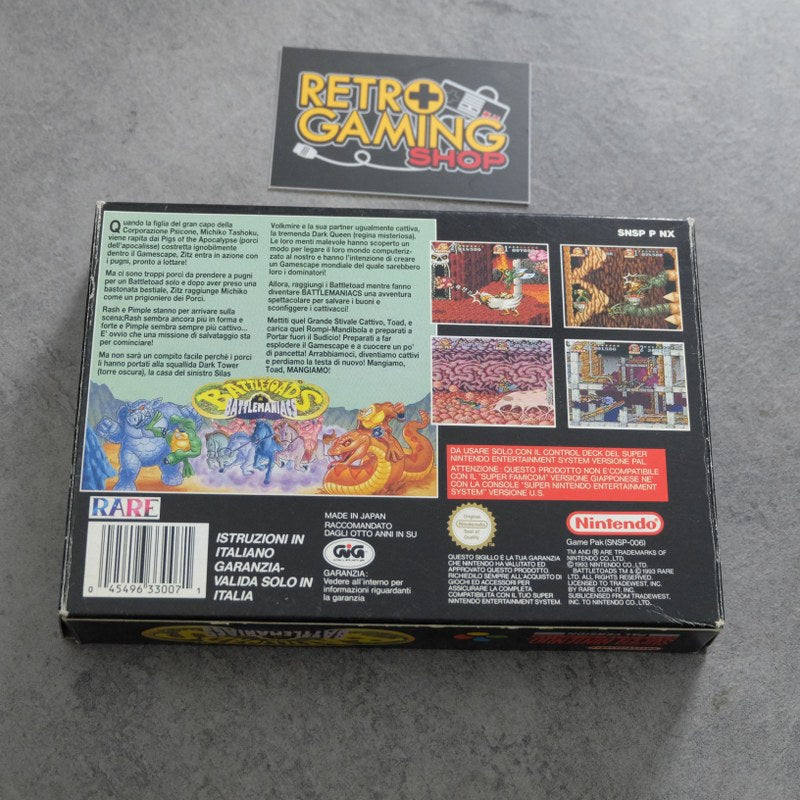 RETRO
GAMING
SHOP
Quando la figlia del gran capo della
Corporazione Psicone, Michiko Tashoku,
viene rapita dai Pigs of the Apocalypse (porci
dell'apocalisse) costretta ignobilmente
dentro il Gamescape, Zitz entra in azione con
i pugni, pronto a lottare!
Ma ci sono troppi porci da prendere a pugni
per un Battletoad solo e dopo aver preso una
bastonata bestiale, Zitz raggiunge Michiko
come un prigioniero dei Porci.
Rash e Pimple stanno per arrivare sulla
scena;Rash sembra ancora più in forma e
forte e Pimple sembra sempre più cattivo...
E' ovvio che una missione di salvataggio sta
per cominciare!
Ma non sarà un compito facile perchè i porci
li hanno portati alla squallida Dark Tower
(torre oscura), la casa del sinistro Silas
Volkmire e la sua partner ugualmente cattiva,
la tremenda Dark Queen (regina misteriosa).
Le loro menti malevole hanno scoperto un
modo per legare il loro mondo computeriz-
zato al nostro e hanno l'intenzione di creare
un Gamescape mondiale del quale sarebbero
loro i dominatori!
Allora, raggiungi i Battletoad mentre fanno
diventare BATTLEMANIACS una avventura
spettacolare per salvare i buoni e
sconfiggere i cattivacci!
Mettiti quel Grande Stivale Cattivo, Toad, e
carica quel Rompi-Mandibola e preparati a
Portar fuori il Sudicio! Preparati a far
esplodere il Gamescape e a cuocere un po'
di pancetta! Arrabbiamoci, diventiamo cattivi
e perdiamo la testa di nuovo! Mangiamo,
Toad, MANGIAMO!
SNSP P NX
BATTLETOADS
IN
BATTLEMANIACS
DA USARE SOLO CON IL CONTROL DECK DEL SUPER
NINTENDO ENTERTAINMENT SYSTEM VERSIONE PAL.
ATTENZIONE: QUESTO PRODOTTO NON E'COMPATIBILE
CON IL "SUPER FAMICOM" VERSIONE GIAPPONESE NE'
CON LA CONSOLE "SUPER NINTENDO ENTERTAINMENT
SYSTEM" VERSIONE U.S.
RARE
0 45496 33007 1
ISTRUZIONI IN
ITALIANO
GARANZIA-
VALIDA SOLO IN
ITALIA
MADE IN JAPAN
RACCOMANDATO
DAGLI OTTO ANNI IN SU
GIG
GARANZIA:
Vedere all'interno per
informazioni riguardanti
la garanzia
Original
Nintendo
Seal of
Quality
QUESTO SIGILLO È LA TUA GARANZIA
CHE NINTENDO HA VALUTATO ED
APPROVATO QUESTO PRODOTTO.
RICHIEDILO SEMPRE ALL'ACQUISTO DI
GIOCHI ED ACCESSORI PER
ASSICURARE LA COMPLETA
COMPATIBILITÀ CON IL TUO SUPER
NINTENDO ENTERTAINMENT SYSTEM.
Nintendo
Game Pak (SNSP-006)
TM AND ® ARE TRADEMARKS OF
NINTENDO CO., LTD.
© 1993 NINTENDO CO., LTD.
BATTLETOADS TM & © 1993 RARE
LTD. ALL RIGHTS RESERVED.
LICENSED TO TRADEWEST, INC.
BY RARE COIN-IT, INC.
SUBLICENSED FROM TRADEWEST,
INC. TO NINTENDO CO., LTD.
BATTLEMANIACS